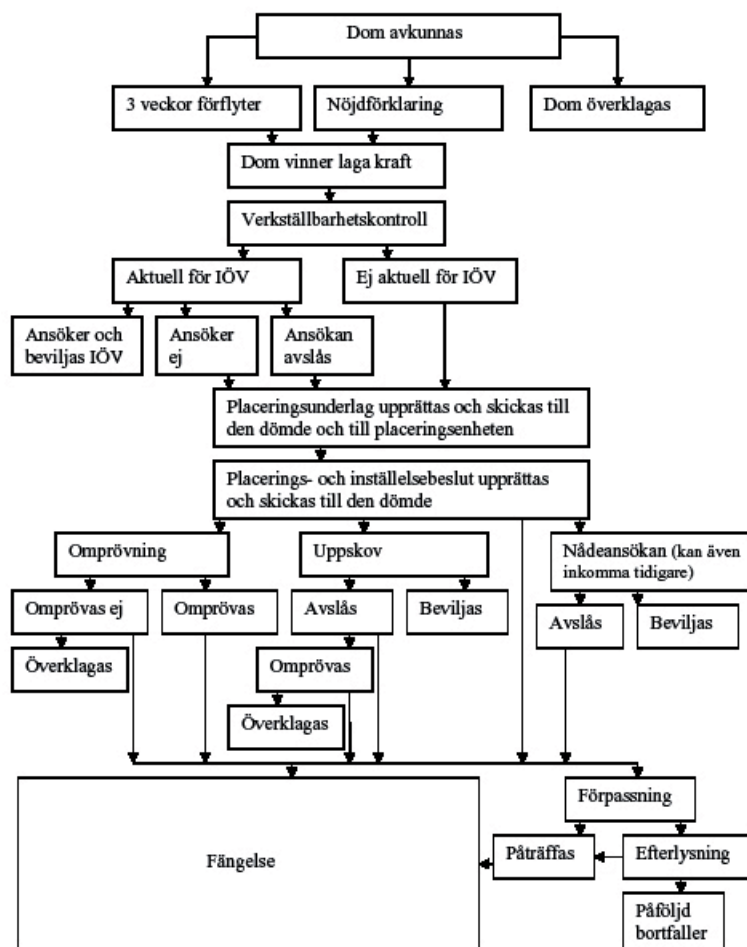 Dom avkunnas
3 veckor förflyter
Nöjdförklaring
Dom överklagas
Dom vinner laga kraft
Verkställbarhetskontroll
Aktuell för IÖV
Ej aktuell för IÖV
Ansöker och
beviljas IÖV
Ansöker
ej
Ansökan
avslås
Placeringsunderlag upprättas och skickas till
den dömde och till placeringsenheten
Placerings- och inställelsebeslut upprättas
och skickas till den dömde
Omprövning
Uppskov
Nådeansökan (kan även
inkomma tidigare)
Omprövas ej
Omprövas
Avslås
Beviljas
Avslås
Beviljas
Överklagas
Omprövas
Överklagas
Förpassning
Fängelse
Påträffas
Efterlysning
Påföljd
bortfaller